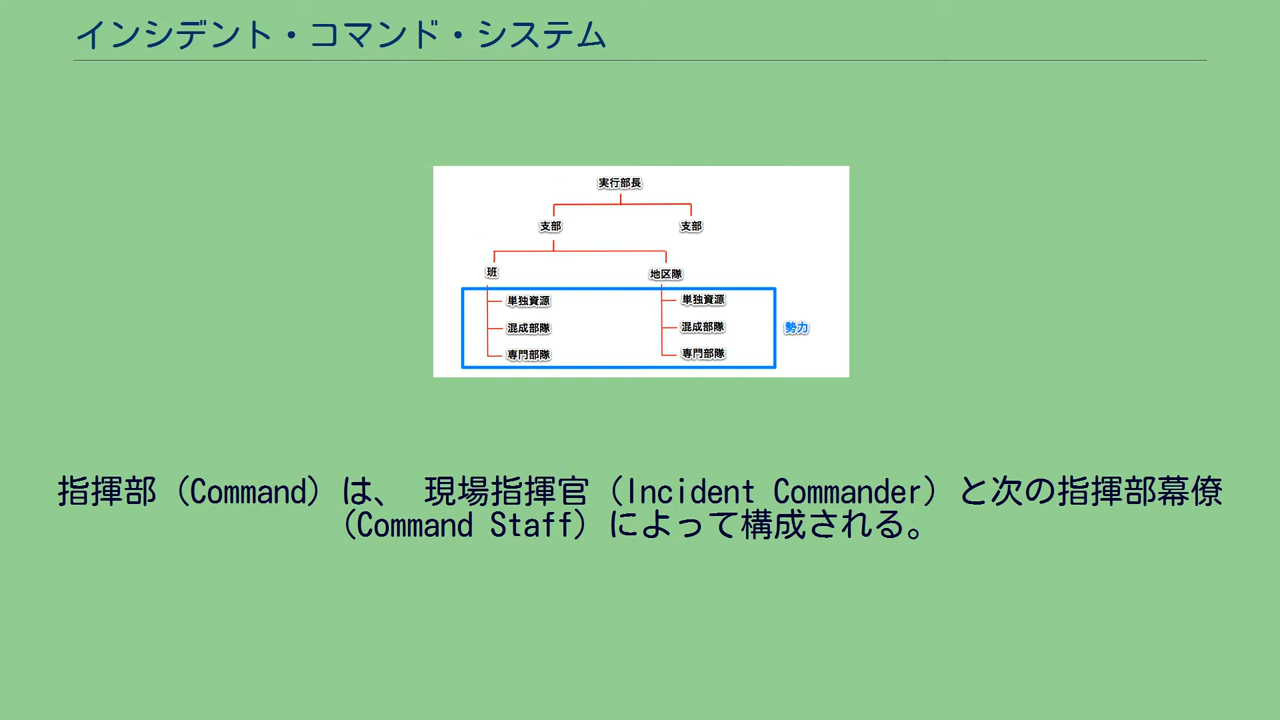 インシデント・コマンド・システム
実行部長
支部 支部
班 地区隊
単独資源 単独資源
混成部隊 混成部隊 勢力
専門部隊 専門部隊
指揮部（Command）は、 現場指揮官（Incident Commander）と次の指揮部幕僚
（Command Staff）によって構成される。